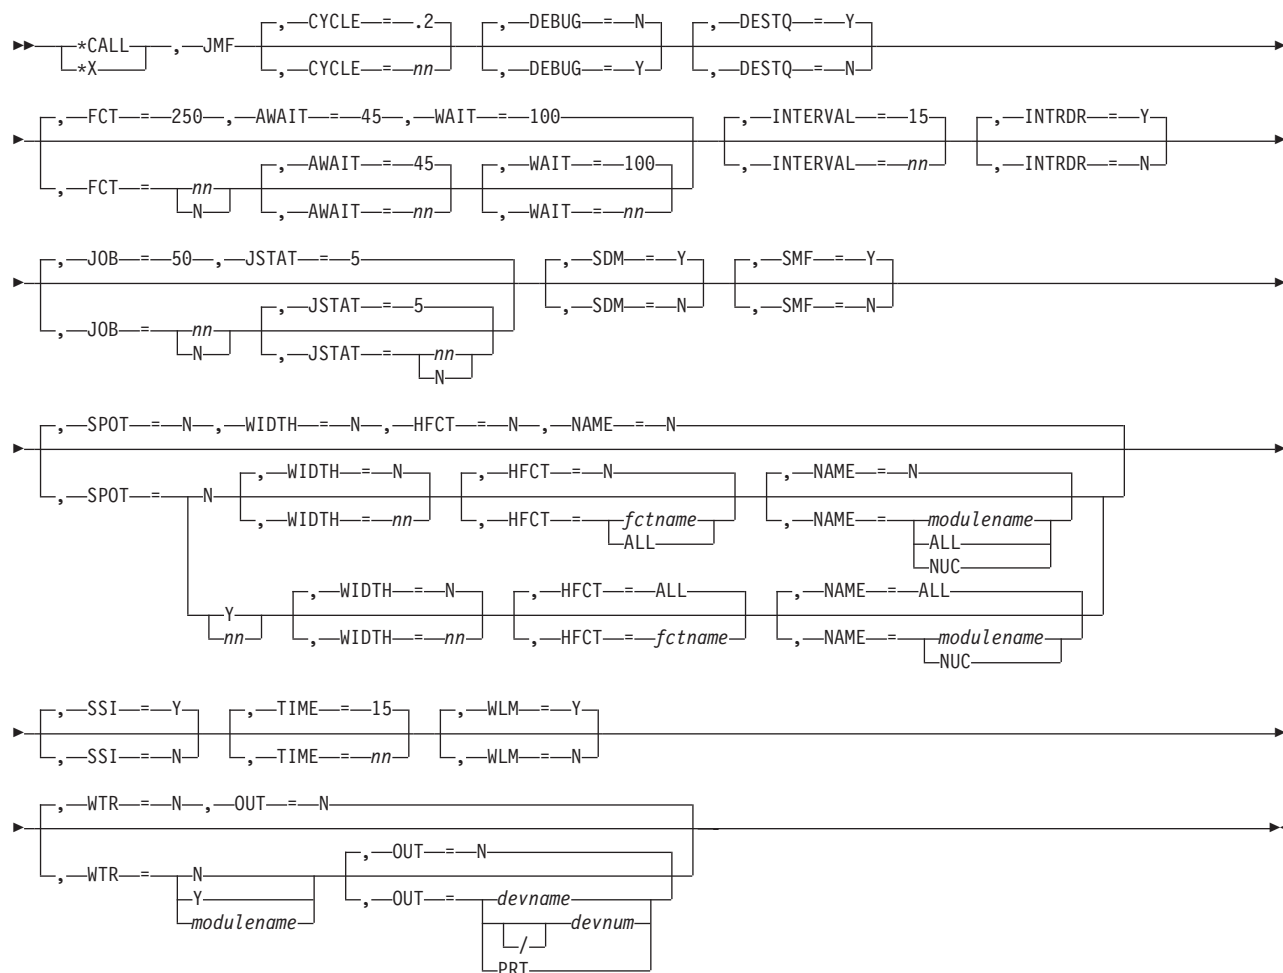 , CYCLE = .2 , DEBUG = N , DESTQ = Y
*CALL , JMF
*X , CYCLE = nn , DEBUG = Y , DESTQ = N
, FCT = 250 , AWAIT = 45 , WAIT = 100 , INTERVAL = 15 , INTRDR = Y
, AWAIT = 45 , WAIT = 100 , INTERVAL = nn , INTRDR = N
, FCT = nn
N , AWAIT = nn , WAIT = nn
, JOB = 50 , JSTAT = 5 , SDM = Y , SMF = Y
, JSTAT = 5 , SDM = N , SMF = N
, JOB = nn
N , JSTAT = nn
N
, SPOT = N , WIDTH = N , HFCT = N , NAME = N
, WIDTH = N , HFCT = N , NAME = N
, SPOT = N
, WIDTH = nn , HFCT = fctname , NAME = modulename
ALL ALL
NUC
, WIDTH = N , HFCT = ALL , NAME = ALL
Y
nn , WIDTH = nn , HFCT = fctname , NAME = modulename
NUC
, SSI = Y , TIME = 15 , WLM = Y
, SSI = N , TIME = nn , WLM = N
, WTR = N , OUT = N
, OUT = N
, WTR = N
Y , OUT = devname
modulename devnum
/
PRT